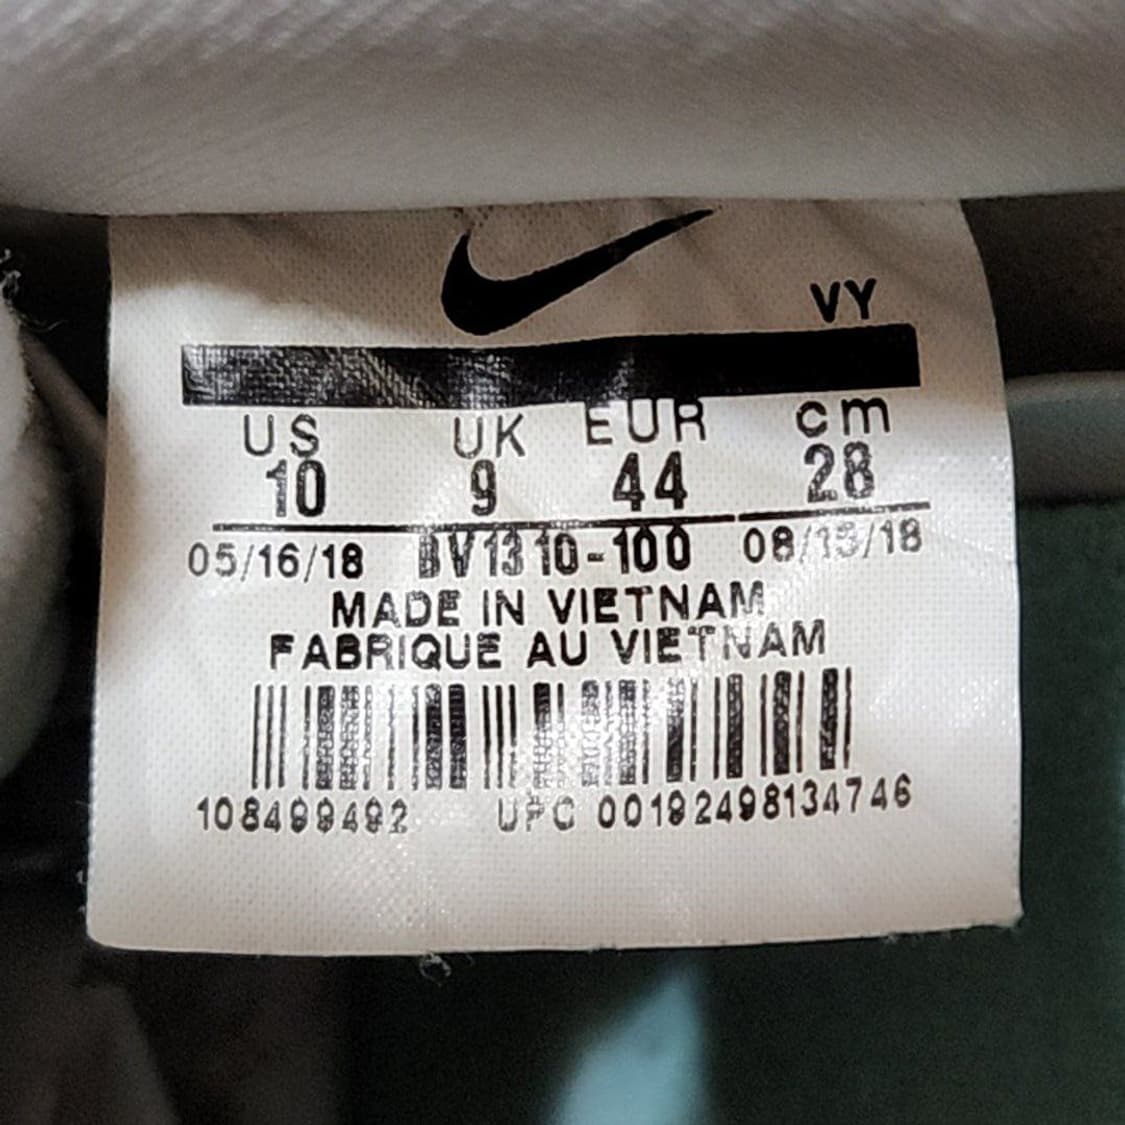 VY
US UK EUR cm
10 9 44 28
05/16/18 BV1310-100 08/15/18
MADE IN VIETNAM
FABRIQUE AU VIETNAM
108499492 UPC 00192498134746